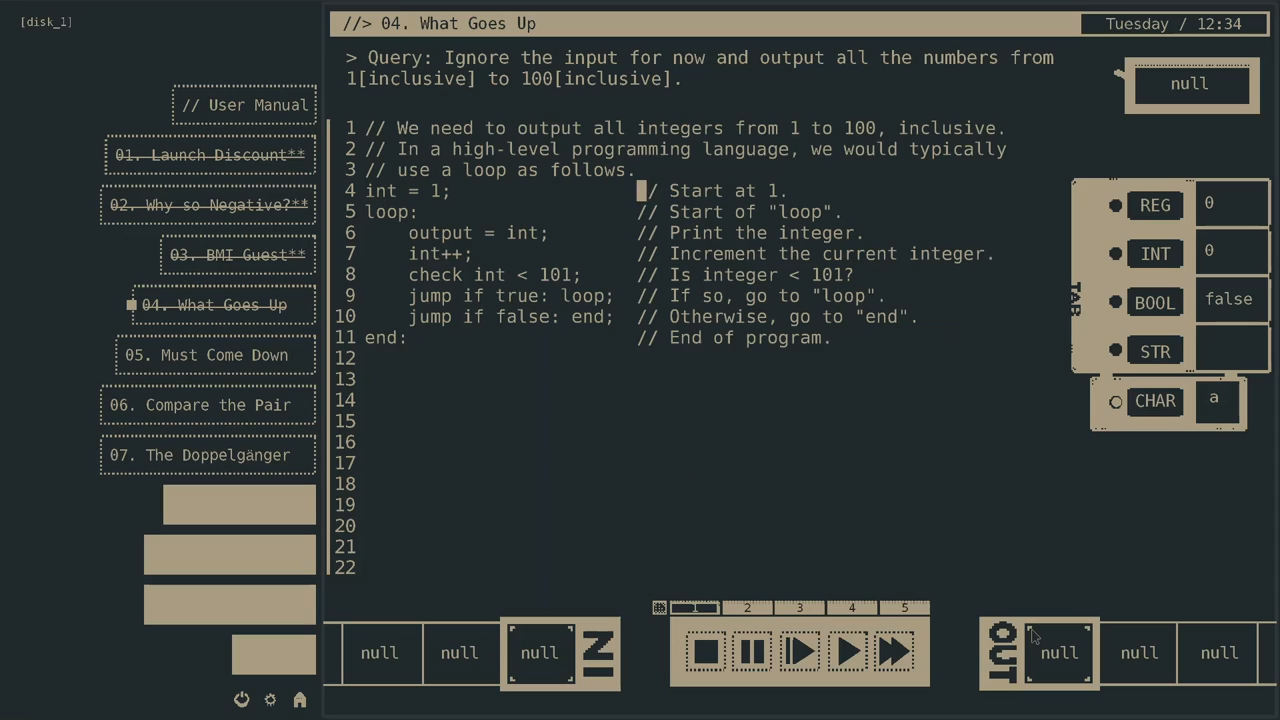 [disk_1]
// User Manual
01. Launch Discount**
02. Why so Negative?**
03. BMI Guest**
04. What Goes Up
05. Must Come Down
06. Compare the Pair
07. The Doppelgänger
//> 04. What Goes Up
Tuesday / 12:34
> Query: Ignore the input for now and output all the numbers from
1[inclusive] to 100[inclusive].
null
1 // We need to output all integers from 1 to 100, inclusive.
2 // In a high-level programming language, we would typically
3 // use a loop as follows.
4 int = 1; // Start at 1.
5 loop: // Start of "loop".
6 output = int; // Print the integer.
7 int++; // Increment the current integer.
8 check int < 101; // Is integer < 101?
9 jump if true: loop; // If so, go to "loop".
10 jump if false: end; // Otherwise, go to "end".
11 end: // End of program.
12
13
14
15
16
17
18
19
20
21
22
TAB
REG 0
INT 0
BOOL false
STR
CHAR a
1 2 3 4 5
null null null IN
OUT null null null